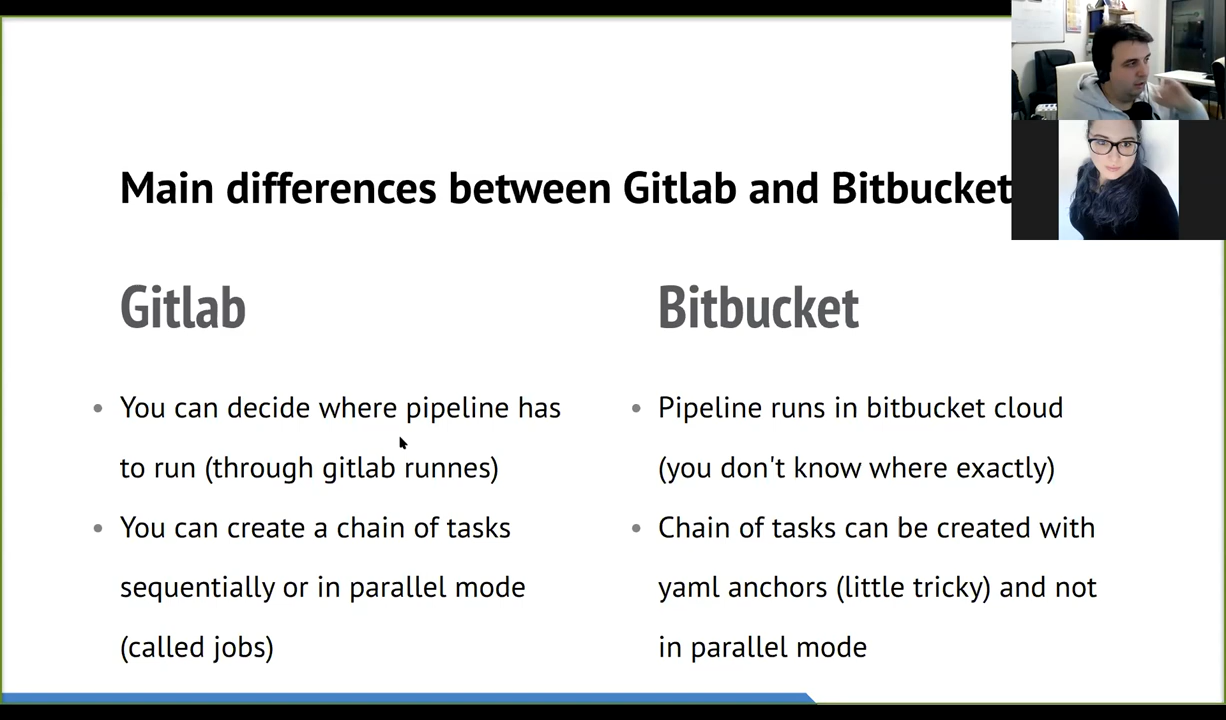 Main differences between Gitlab and Bitbucket
Gitlab
You can decide where pipeline has
to run (through gitlab runnes)
You can create a chain of tasks
sequentially or in parallel mode
(called jobs)
Bitbucket
Pipeline runs in bitbucket cloud
(you don't know where exactly)
Chain of tasks can be created with
yaml anchors (little tricky) and not
in parallel mode